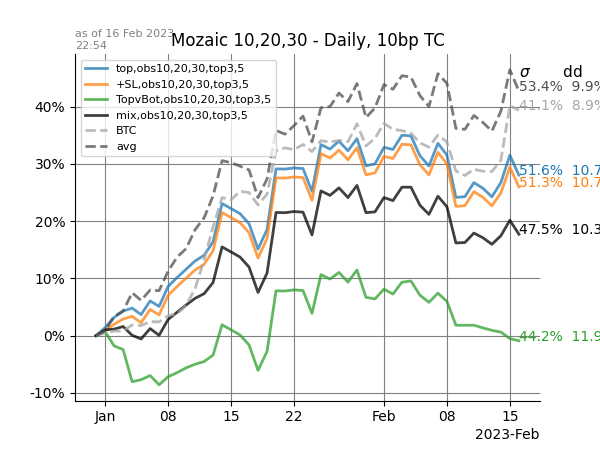 as of 16 Feb 2023
22:54
Mozaic 10,20,30 - Daily, 10bp TC
σ dd
top,obs10,20,30,top3,5
+SL,obs10,20,30,top3,5
TopvBot,obs10,20,30,top3,5
mix,obs10,20,30,top3,5
BTC
avg
53.4% 9.9%
41.1% 8.9%
51.6% 10.7
51.3% 10.7
47.5% 10.3
44.2% 11.9
40%
30%
20%
10%
0%
-10%
Jan 08 15 22 Feb 08 15
2023-Feb